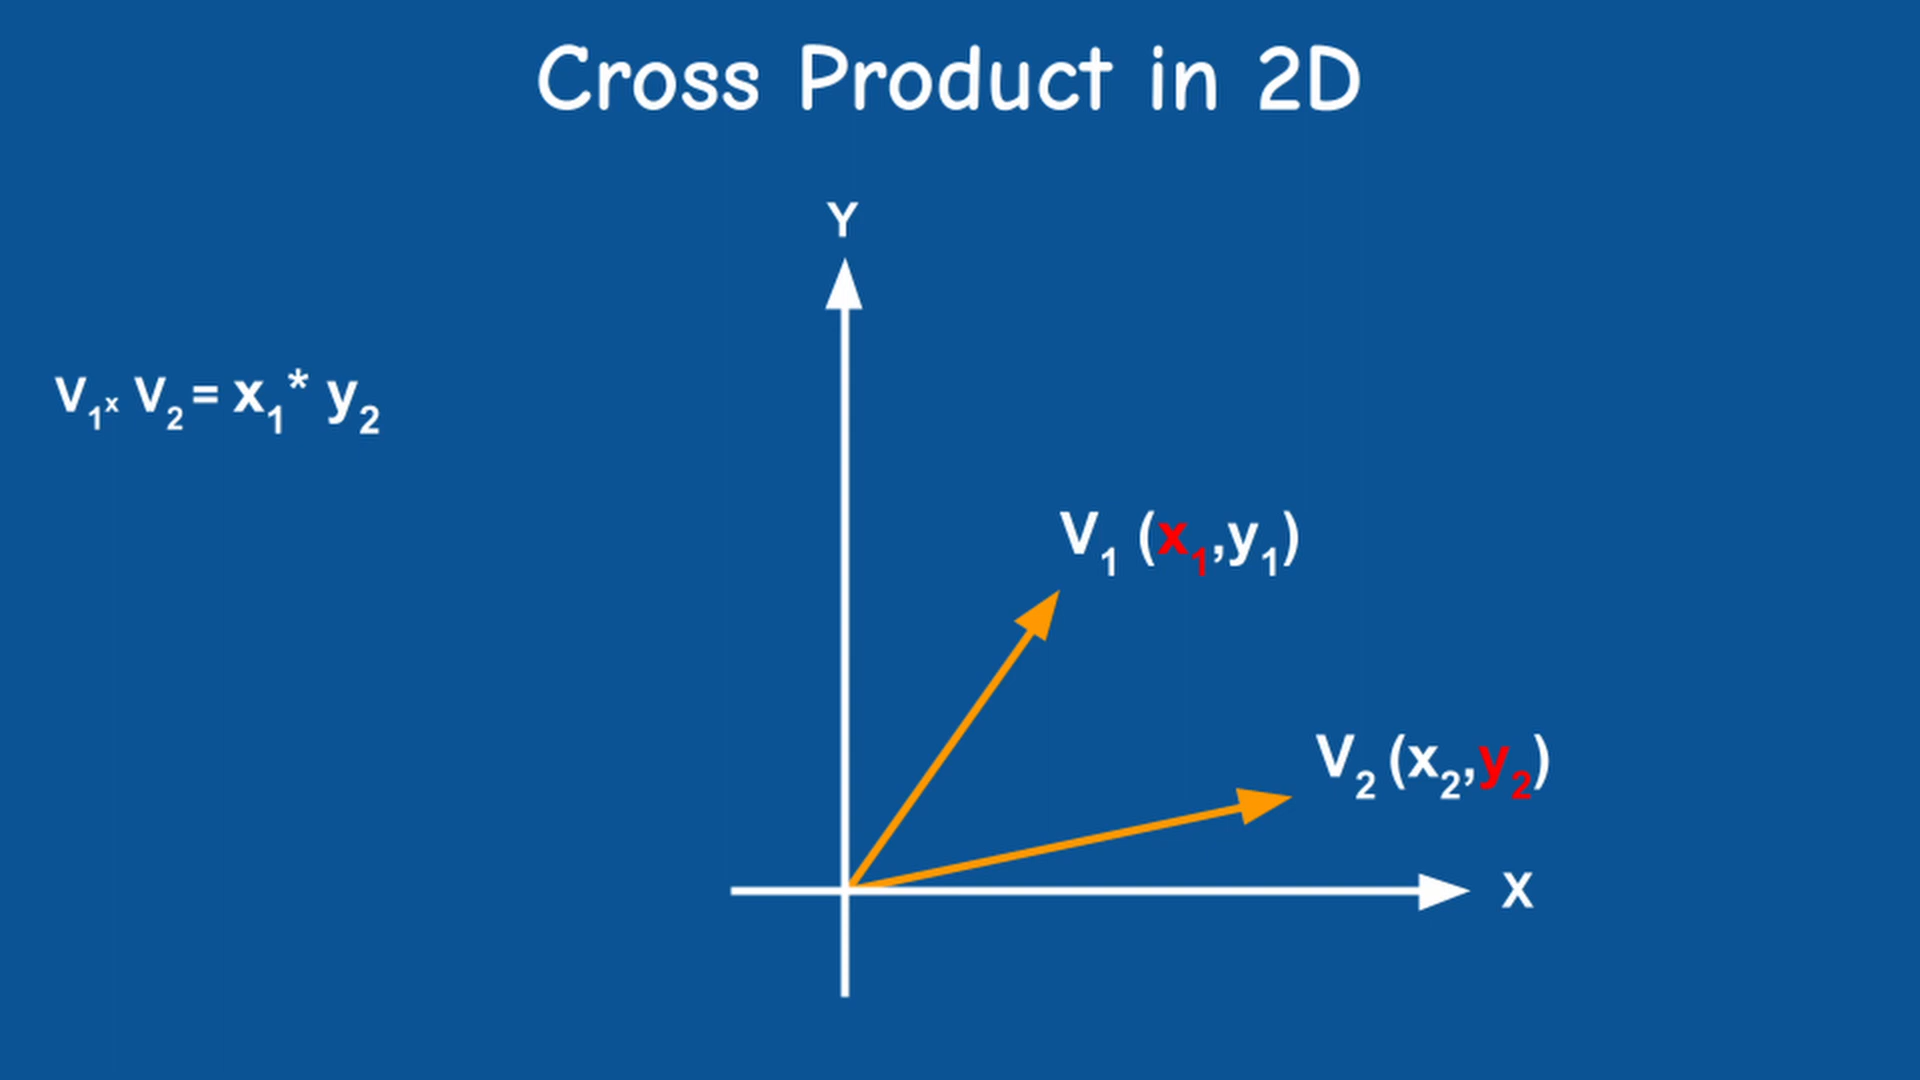 Cross Product in 2D
Y
V₁ₓ V₂ = x₁* y₂
V₁ (x₁,y₁)
V₂ (x₂,y₂)
X